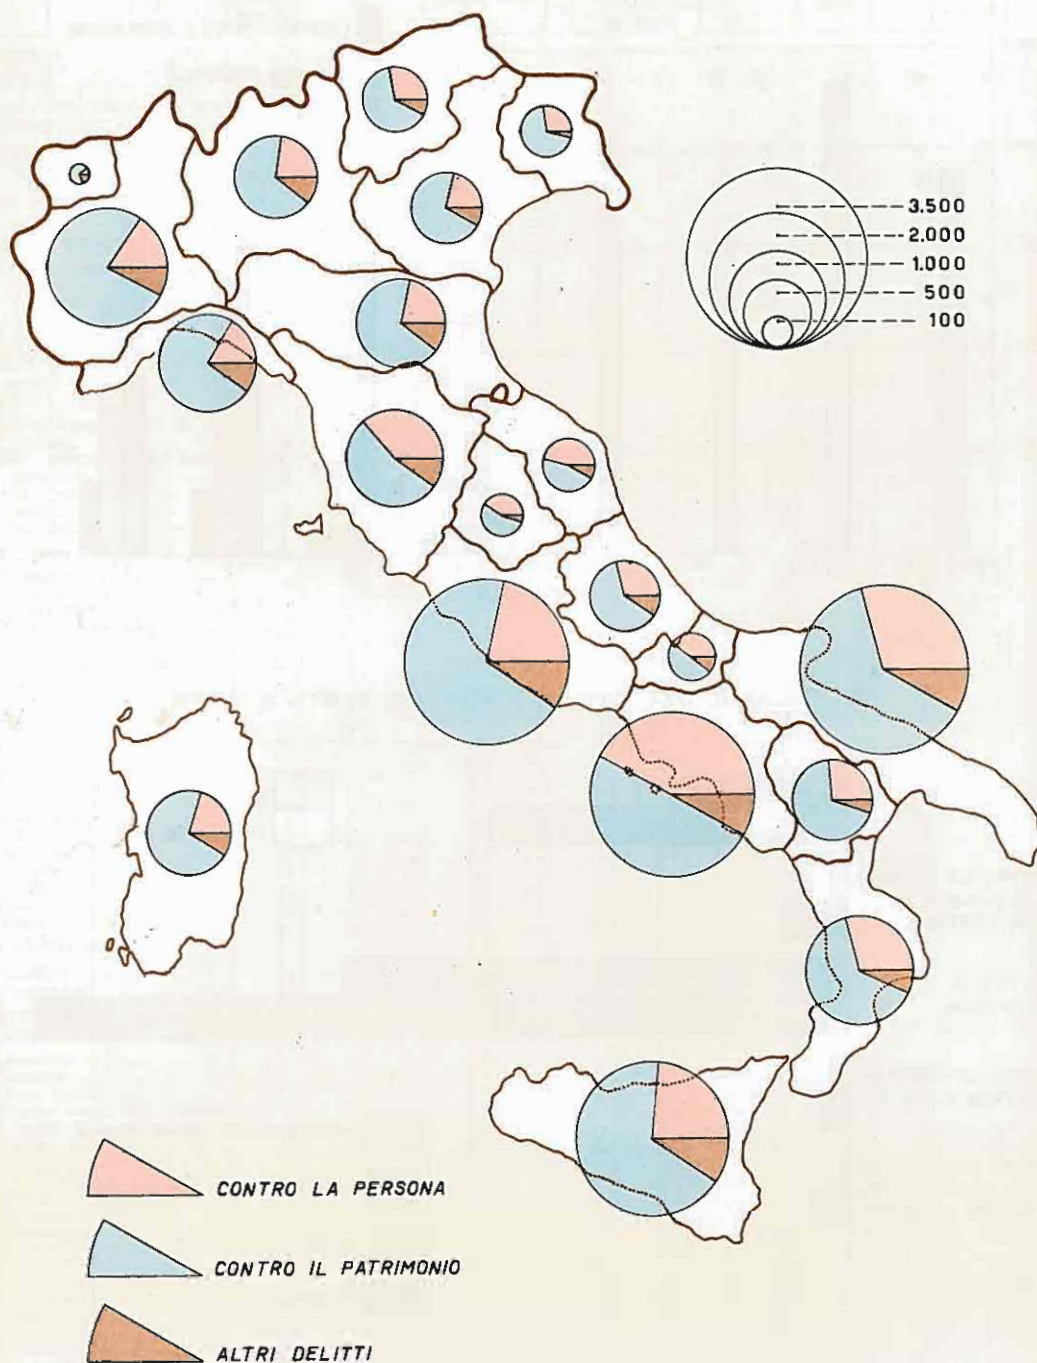 3.500
2.000
1.000
500
100
CONTRO LA PERSONA
CONTRO IL PATRIMONIO
ALTRI DELITTI